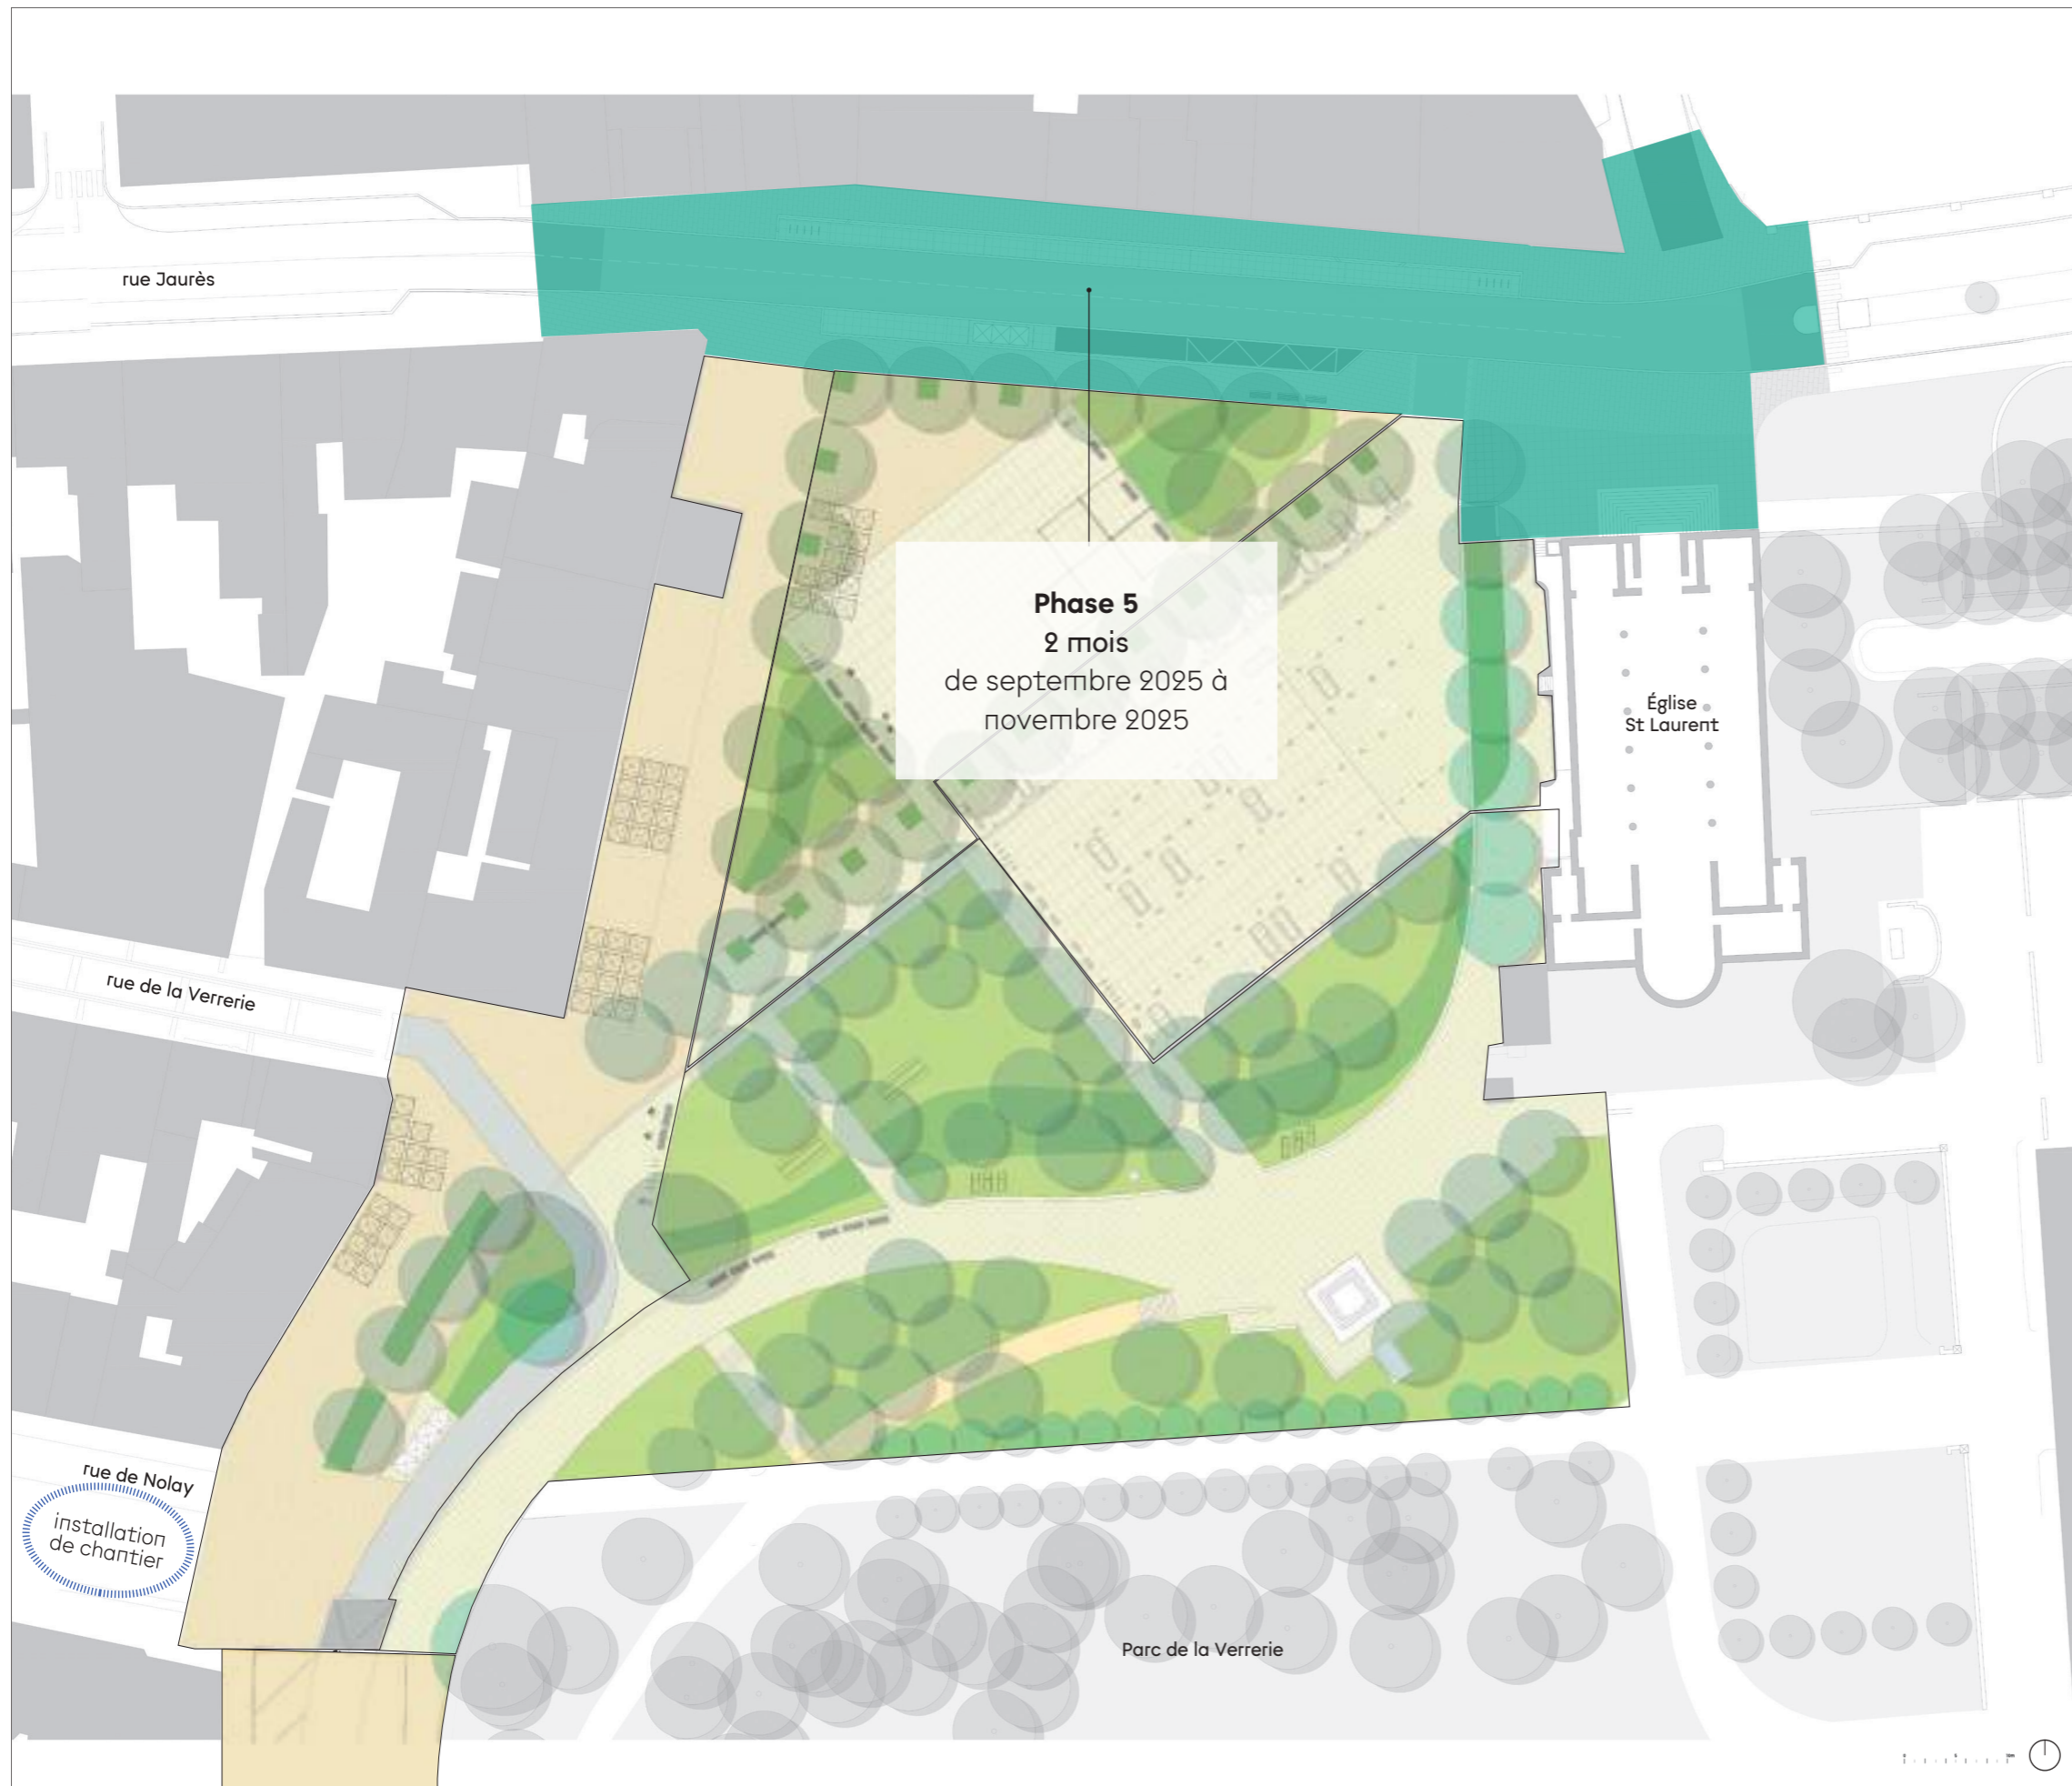 rue Jaurès
Phase 5
2 mois
de septembre 2025 à
novembre 2025
Église
St Laurent
rue de la Verrerie
rue de Nolay
installation
de chantier
Parc de la Verrerie